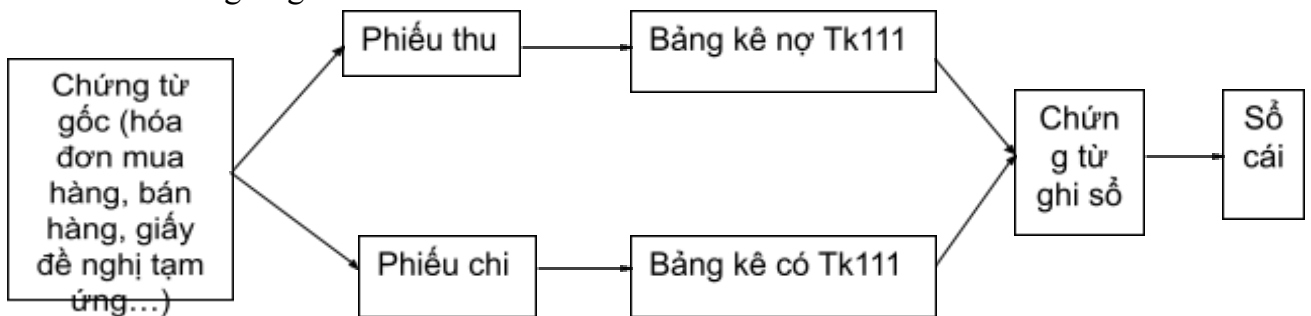 Phiếu thu
Bảng kê nợ Tk111
Chứng từ
gốc (hóa
đơn mua
hàng, bán
hàng, giấy
đề nghị tạm
ứng…)
Chứn
g từ
ghi sổ
Sổ
cái
Phiếu chi
Bảng kê có Tk111